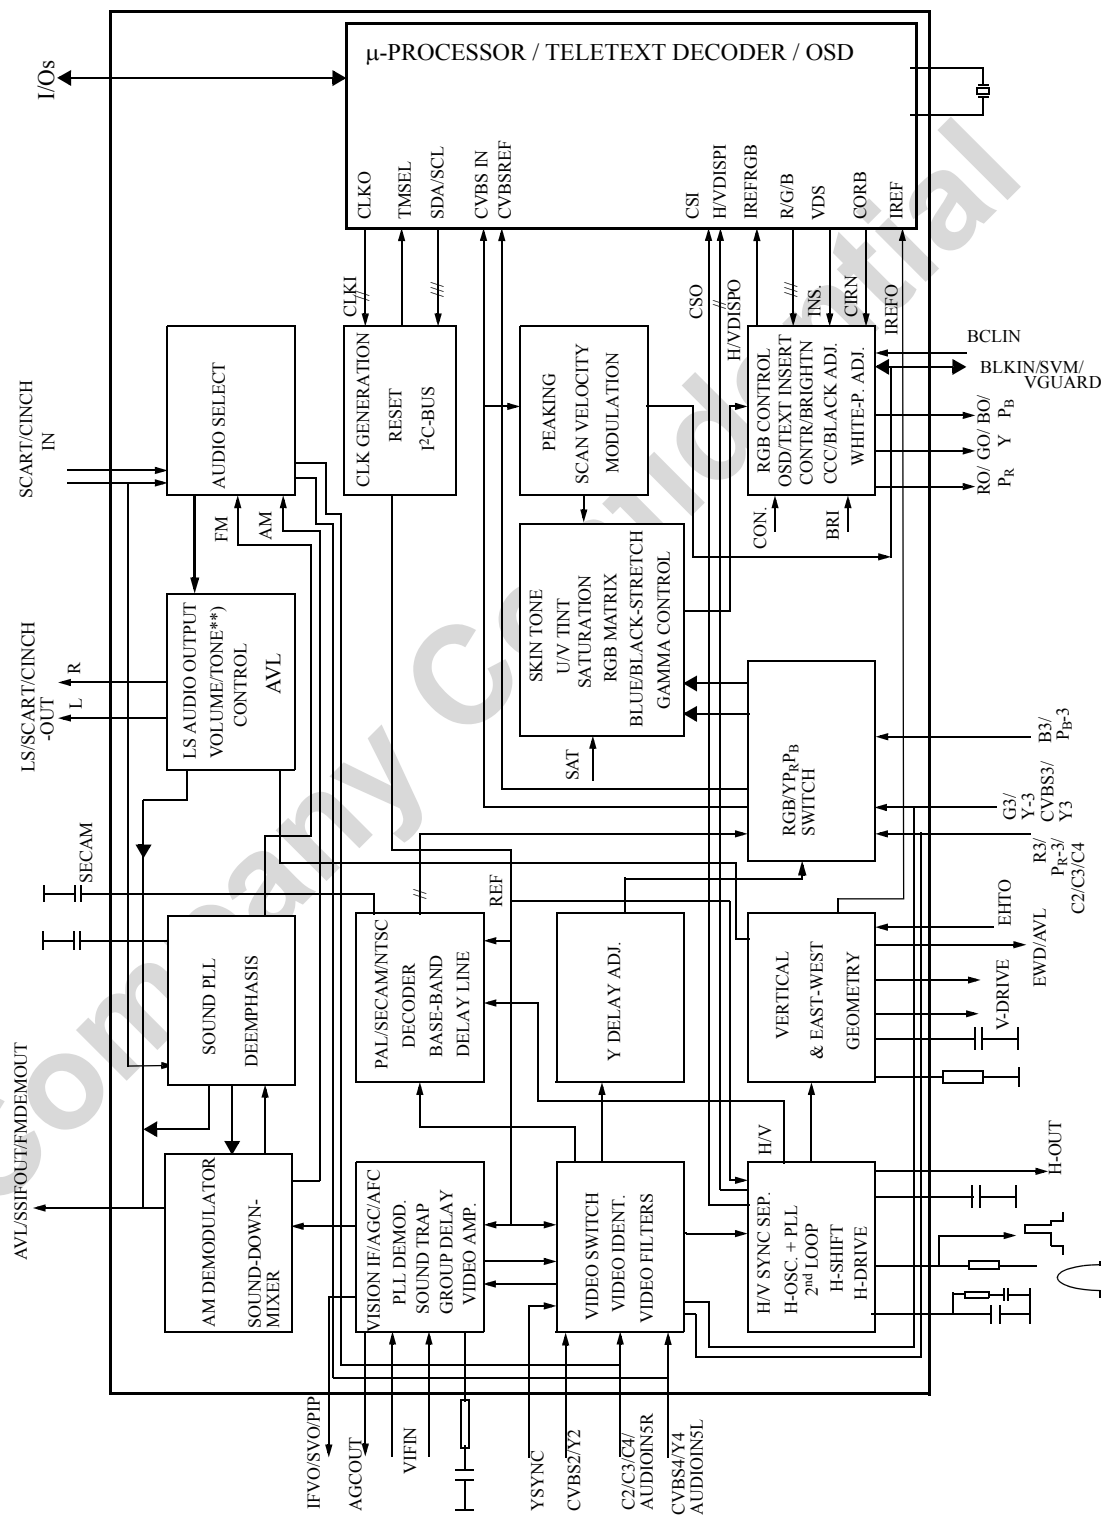 µ-PROCESSOR / TELETEXT DECODER / OSD
I/Os
CLKO
TMSEL
SDA/SCL
CVBS IN
CVBSREF
CSI
H/VDISPI
IREFRGB
R/G/B
VDS
CORB
IREF
CLKI
CSO
H/VDISPO
INS.
CIRN
IREFO
SCART/CINCH
IN
AUDIO SELECT
FM
AM
CLK GENERATION
RESET
I²C-BUS
PEAKING
SCAN VELOCITY
MODULATION
RGB CONTROL
OSD/TEXT INSERT
CONTR/BRIGHTN
CCC/BLACK ADJ.
WHITE-P. ADJ.
BCLIN
BLKIN/SVM/
VGUARD
RO/
PR
GO/
Y
BO/
PB
CON.
BRI
LS/SCART/CINCH
-OUT
L
R
LS AUDIO OUTPUT
VOLUME/TONE**)
CONTROL
AVL
SKIN TONE
U/V TINT
SATURATION
RGB MATRIX
BLUE/BLACK-STRETCH
GAMMA CONTROL
SAT
RGB/YPRPB
SWITCH
B3/
PB-3
G3/
Y-3
CVBS3/
Y3
R3/
PR-3/
C2/C3/C4
SECAM
REF
SOUND PLL
DEEMPHASIS
PAL/SECAM/NTSC
DECODER
BASE-BAND
DELAY LINE
Y DELAY ADJ.
VERTICAL
& EAST-WEST
GEOMETRY
EHTO
EWD/AVL
V-DRIVE
AVL/SSIFOUT/FMDEMOUT
AM DEMODULATOR
SOUND-DOWN-
MIXER
VISION IF/AGC/AFC
PLL DEMOD.
SOUND TRAP
GROUP DELAY
VIDEO AMP.
VIDEO SWITCH
VIDEO IDENT.
VIDEO FILTERS
H/V
H/V SYNC SEP.
H-OSC. + PLL
2nd LOOP
H-SHIFT
H-DRIVE
H-OUT
IFVO/SVO/PIP
AGCOUT
VIFIN
YSYNC
CVBS2/Y2
C2/C3/C4/
AUDIOIN5R
CVBS4/Y4
AUDIOIN5L
Company Confidential